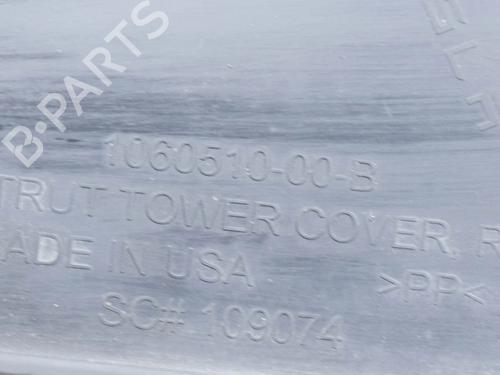 B-PARTS
1060510-00-B
TRUT TOWER COVER, R
ADE IN USA >PP<
SC# 109074